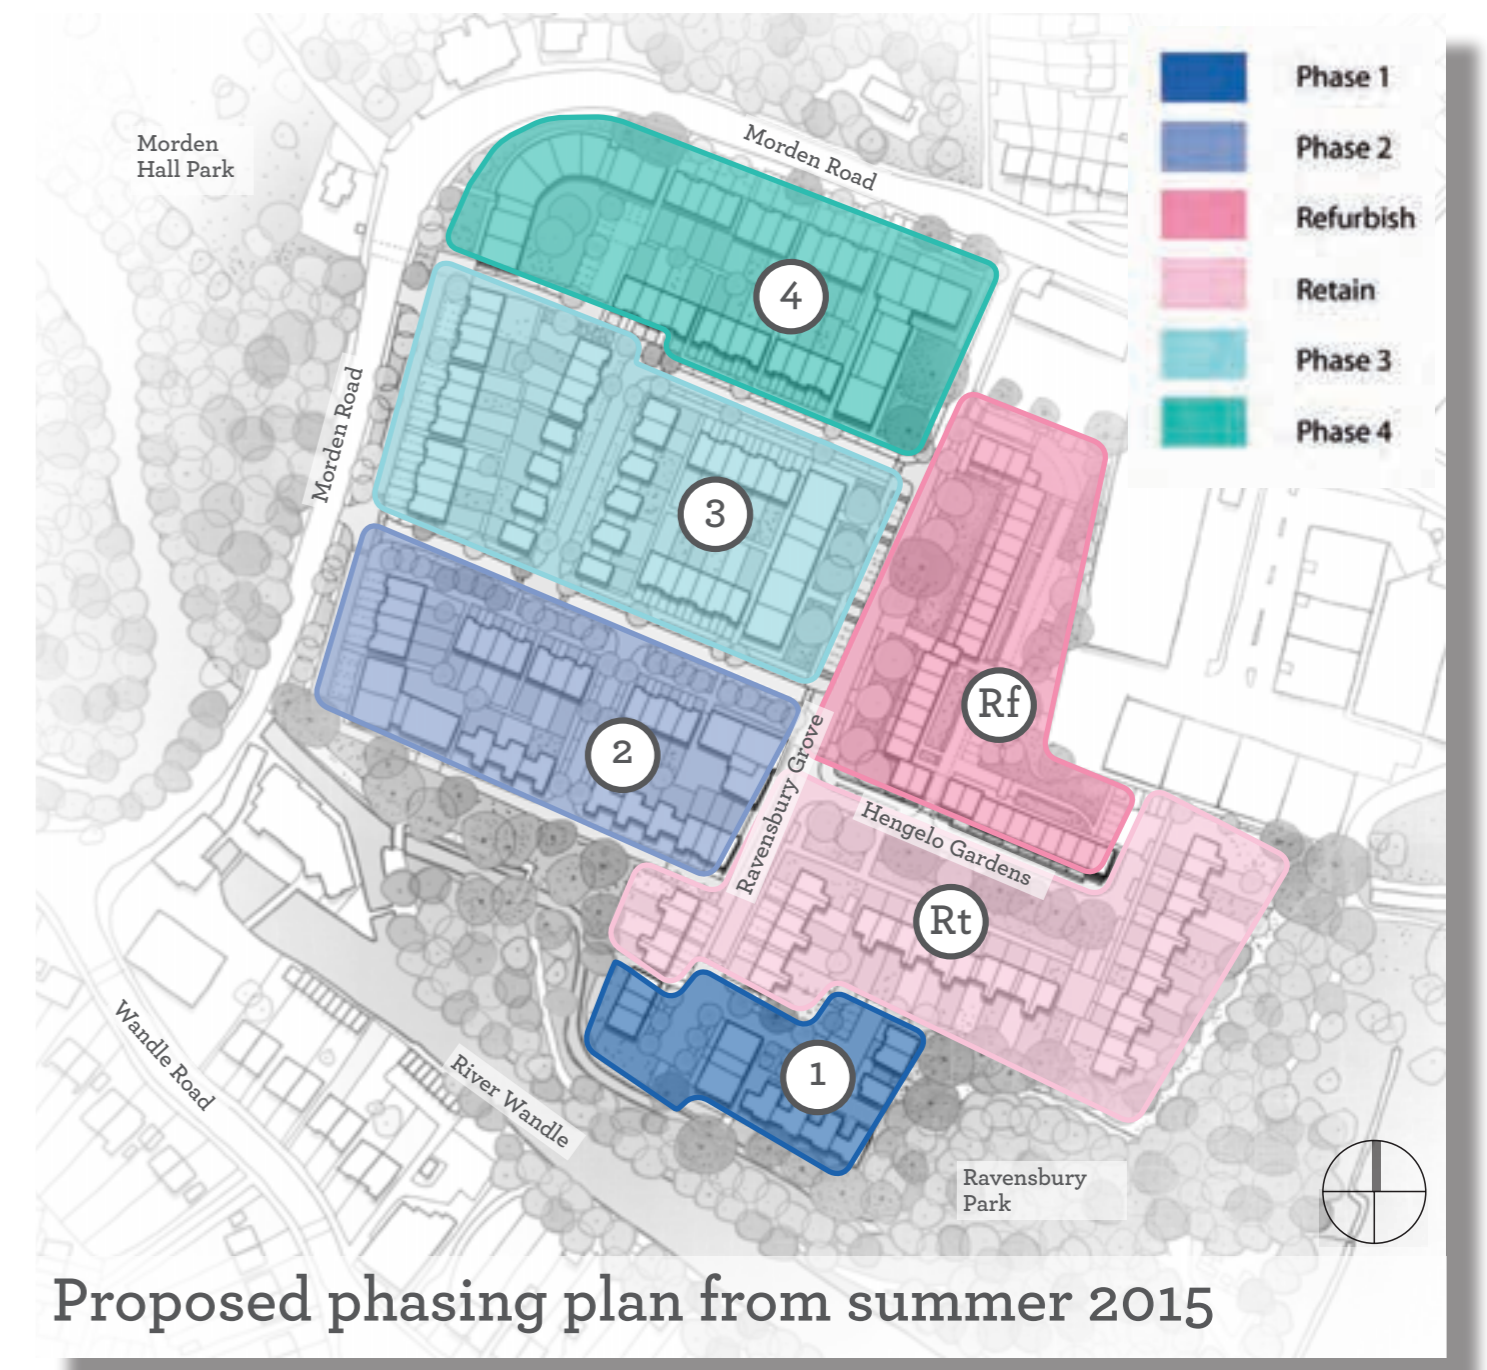 Phase 1
Phase 2
Refurbish
Retain
Phase 3
Phase 4
Morden
Hall Park
Morden Road
Morden Road
4
3
2
Rf
Ravensbury Grove
Hengelo Gardens
Rt
1
Wandle Road
River Wandle
Ravensbury
Park
Proposed phasing plan from summer 2015